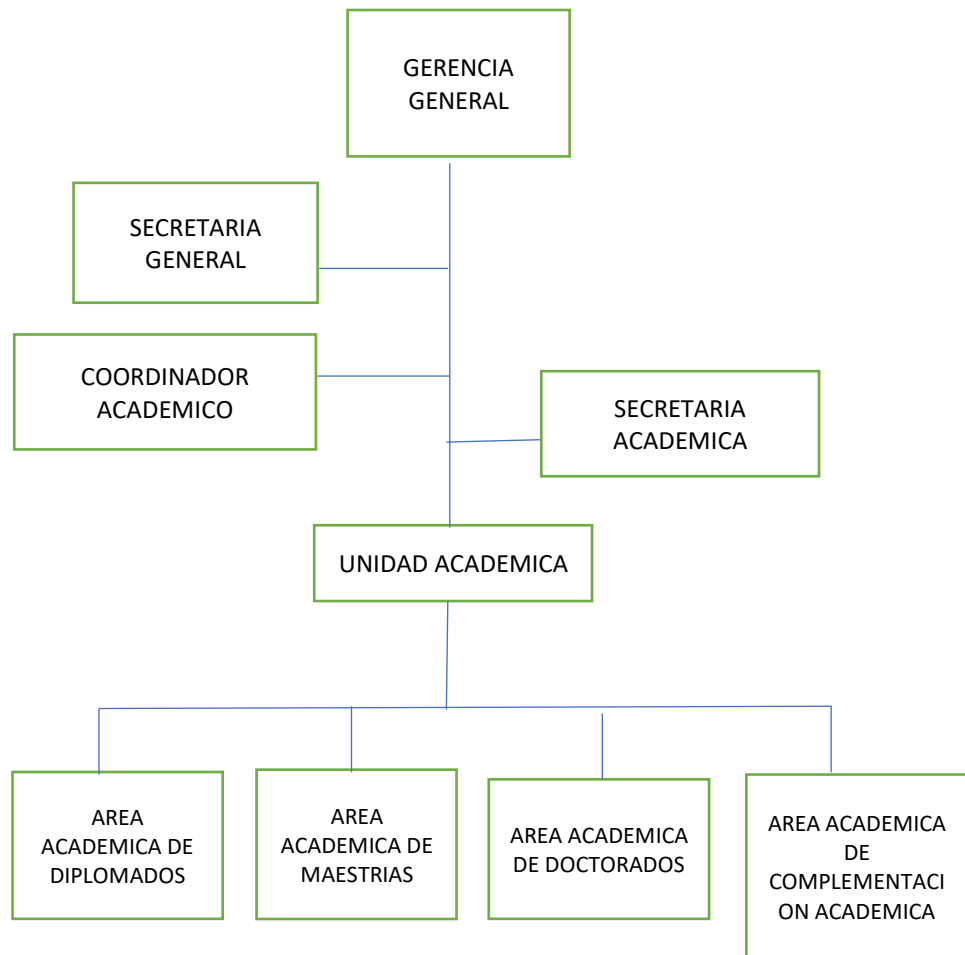 GERENCIA
GENERAL
SECRETARIA
GENERAL
COORDINADOR
ACADEMICO
SECRETARIA
ACADEMICA
UNIDAD ACADEMICA
AREA
ACADEMICA DE
DIPLOMADOS
AREA
ACADEMICA DE
MAESTRIAS
AREA ACADEMICA
DE DOCTORADOS
AREA ACADEMICA
DE
COMPLEMENTACI
ON ACADEMICA